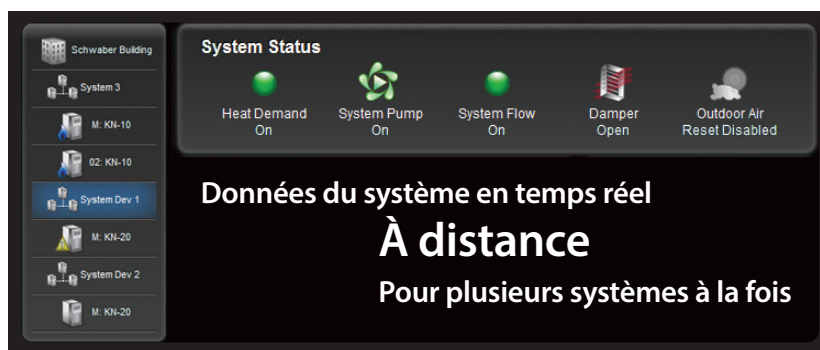 Schwaber Building
System 3
M: KN-10
02: KN-10
System Dev 1
M: KN-20
System Dev 2
M: KN-20
System Status
Heat Demand
On
System Pump
On
System Flow
On
Damper
Open
Outdoor Air
Reset Disabled
Données du système en temps réel
À distance
Pour plusieurs systèmes à la fois